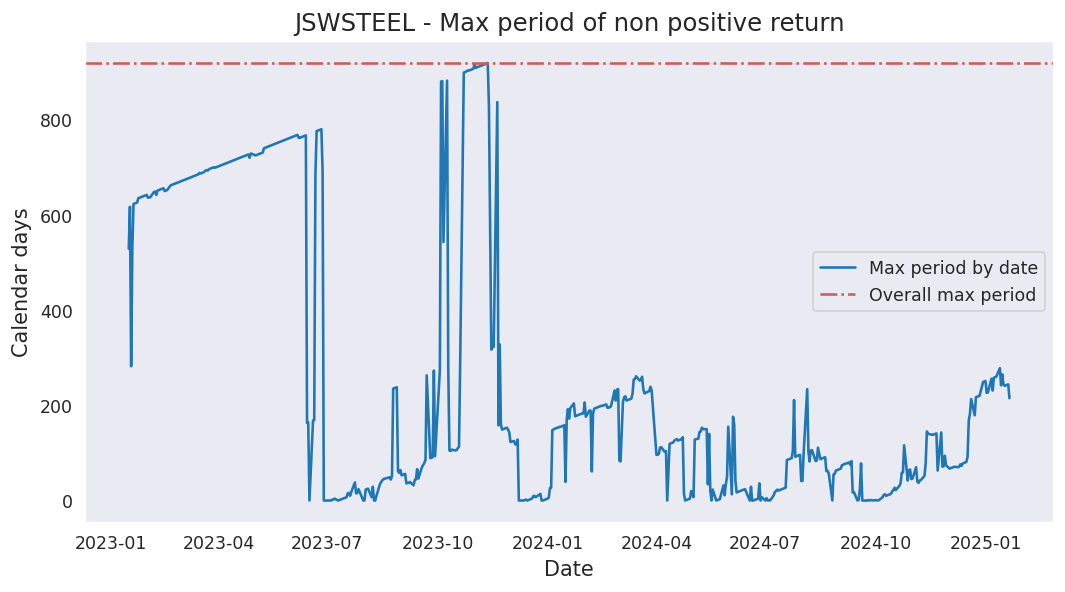 JSWSTEEL - Max period of non positive return
Calendar days
800
600
400
200
0
Max period by date
Overall max period
2023-01 2023-04 2023-07 2023-10 2024-01 2024-04 2024-07 2024-10 2025-01
Date